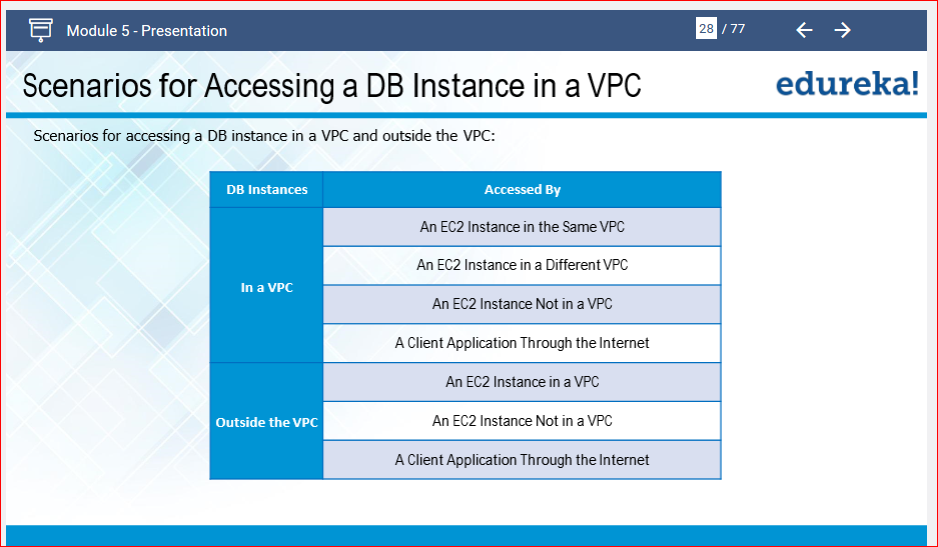 Module 5 - Presentation
28 / 77
Scenarios for Accessing a DB Instance in a VPC
edureka!
Scenarios for accessing a DB instance in a VPC and outside the VPC:
DB Instances
Accessed By
In a VPC
An EC2 Instance in the Same VPC
An EC2 Instance in a Different VPC
An EC2 Instance Not in a VPC
A Client Application Through the Internet
Outside the VPC
An EC2 Instance in a VPC
An EC2 Instance Not in a VPC
A Client Application Through the Internet